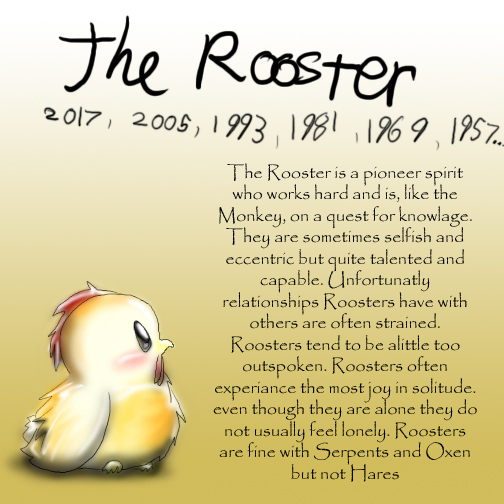 The Rooster
2017, 2005, 1993, 1981, 1969, 1957...
The Rooster is a pioneer spirit
who works hard and is, like the
Monkey, on a quest for knowlage.
They are sometimes selfish and
eccentric but quite talented and
capable. Unfortunatly
relationships Roosters have with
others are often strained.
Roosters tend to be alittle too
outspoken. Roosters often
experiance the most joy in solitude.
even though they are alone they do
not usually feel lonely. Roosters
are fine with Serpents and Oxen
but not Hares